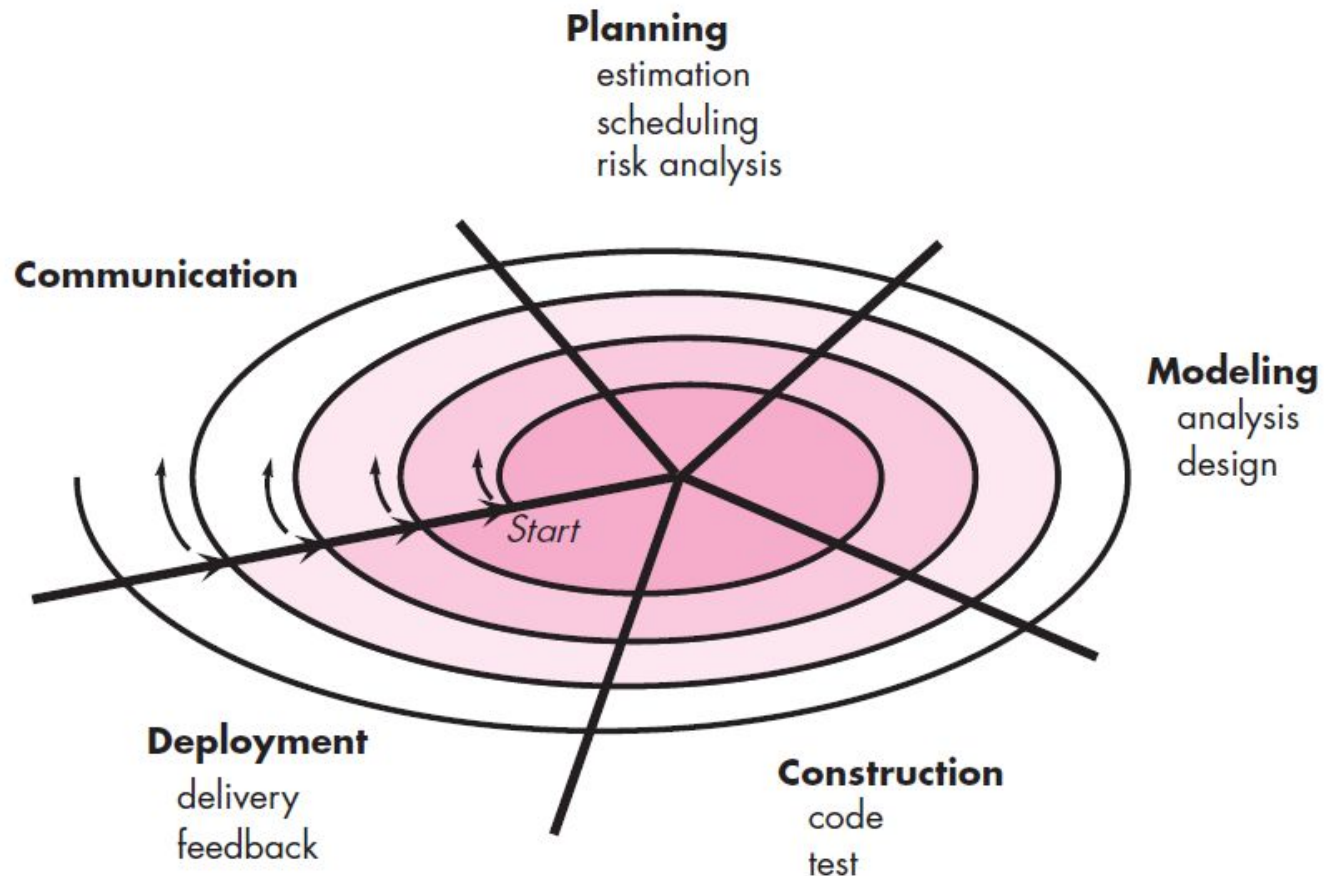 Planning
estimation
scheduling
risk analysis
Communication
Modeling
analysis
design
Start
Deployment
delivery
feedback
Construction
code
test